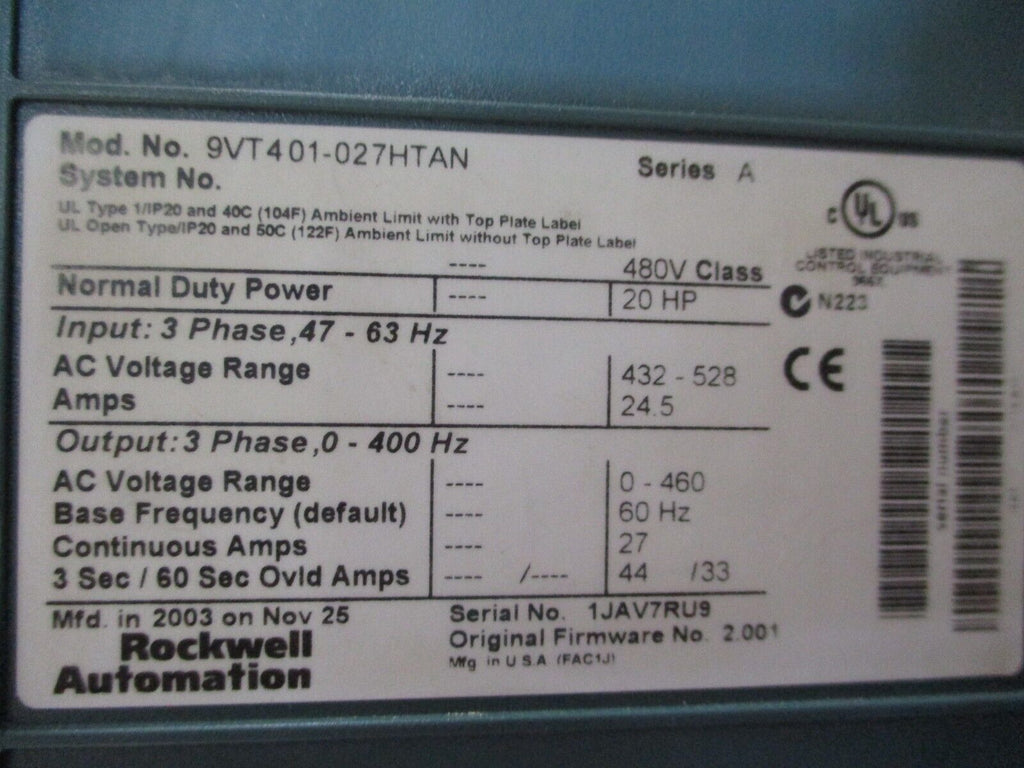 Mod. No. 9VT401-027HTAN
Series A
System No.
UL Type 1/IP20 and 40C (104F) Ambient Limit with Top Plate Label
UL Open Type/IP20 and 50C (122F) Ambient Limit without Top Plate Label
---- 480V Class
Normal Duty Power ---- 20 HP
Input: 3 Phase,47 - 63 Hz
AC Voltage Range ---- 432 - 528
Amps ---- 24.5
Output: 3 Phase,0 - 400 Hz
AC Voltage Range ---- 0 - 460
Base Frequency (default) ---- 60 Hz
Continuous Amps ---- 27
3 Sec / 60 Sec Ovld Amps ---- /---- 44 /33
Mfd. in 2003 on Nov 25
Rockwell
Automation
Serial No. 1JAV7RU9
Original Firmware No. 2.001
Mfg in U.S.A (FAC1J)
C UL US
LISTED INDUSTRIAL
CONTROL EQUIPMENT
N223
CE
serial number